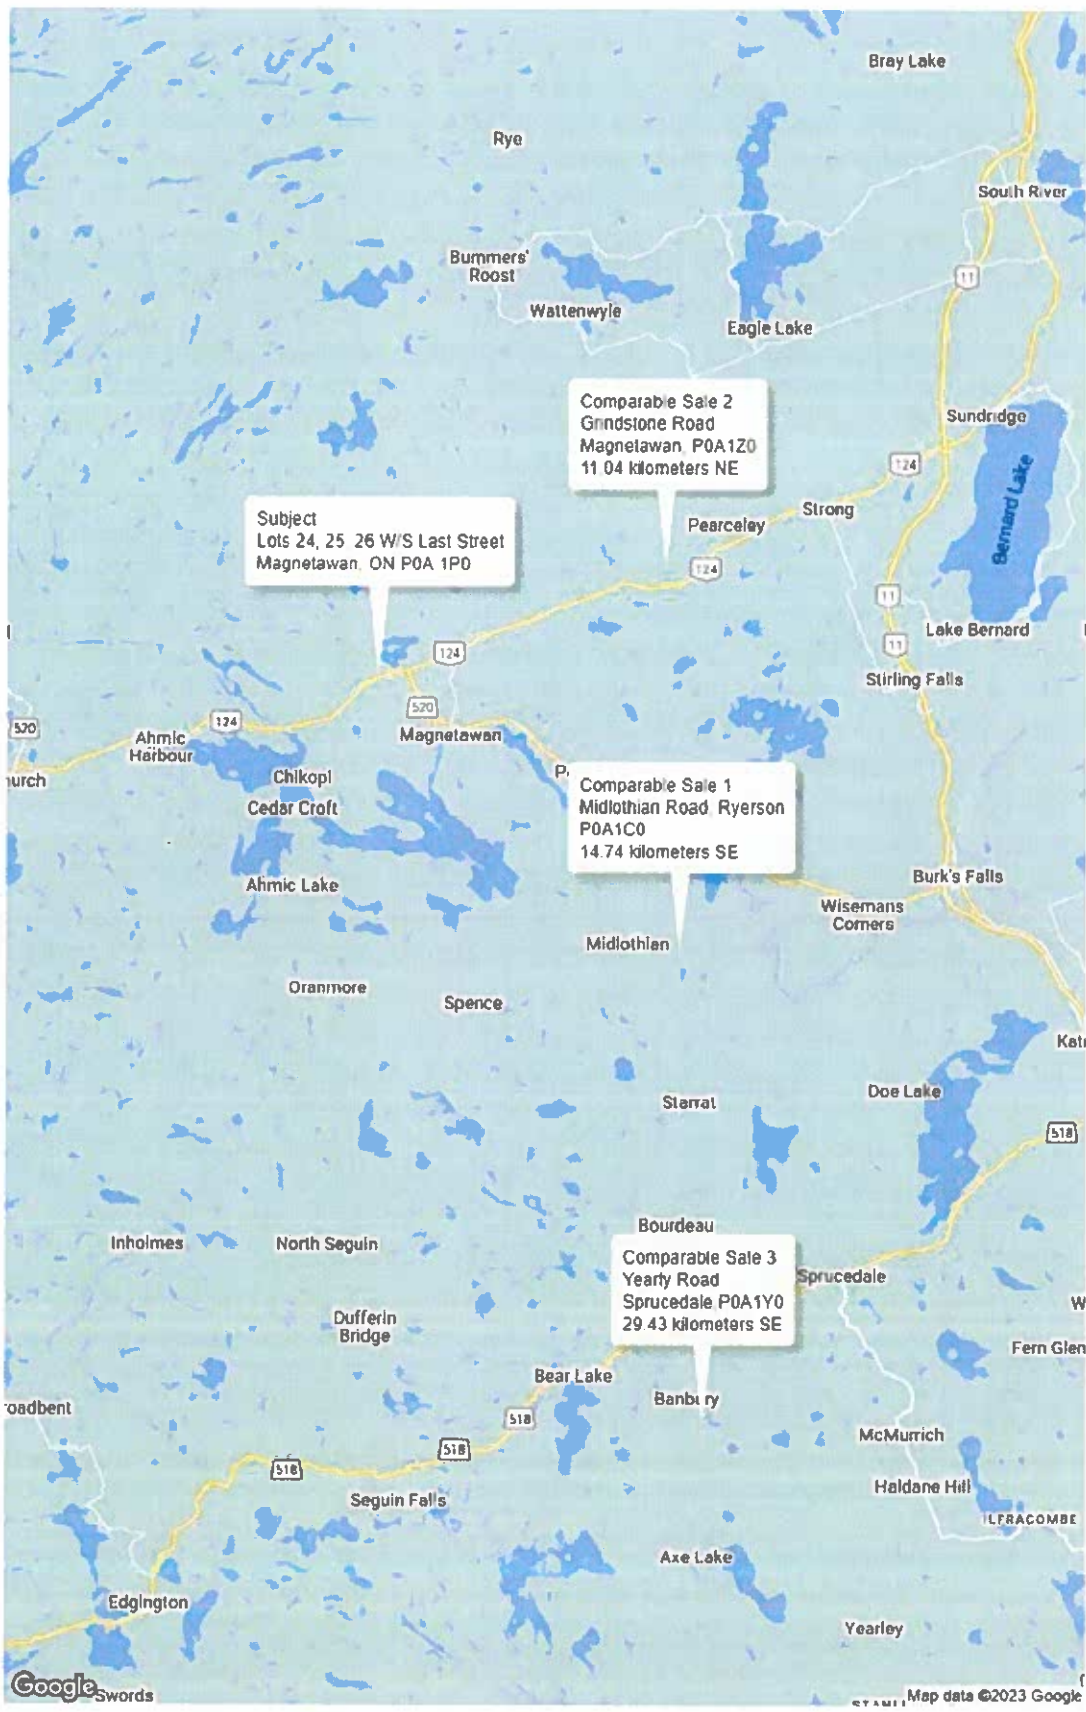 Bray Lake
Rye
South River
Bummers'
Roost
11
Wattenwyle
Eagle Lake
Comparable Sale 2
Grindstone Road
Magnetawan, P0A1Z0
11.04 kilometers NE
Sundridge
124
Bernard Lake
Subject
Lots 24, 25 26 W/S Last Street
Magnetawan, ON P0A 1P0
Strong
Pearceley
124
11
Lake Bernard
124
11
Stirling Falls
520
124
520
Magnetawan
Ahmic
Harbour
hurch
Chikopi
P
Cedar Croft
Comparable Sale 1
Midlothian Road, Ryerson
P0A1C0
14.74 kilometers SE
Ahmic Lake
Burk's Falls
Wisemans
Corners
Midlothian
Oranmore
Spence
Katr
Doe Lake
Starrat
518
Bourdeau
Inholmes
North Seguin
Comparable Sale 3
Yearly Road
Sprucedale P0A1Y0
29.43 kilometers SE
Sprucedale
W
Dufferin
Bridge
Fern Glen
Bear Lake
Banbury
roadbent
518
McMurrich
518
518
Haldane Hill
Seguin Falls
ILFRACOMBE
Axe Lake
Edgington
Yearley
Google
Swords
Map data ©2023 Google